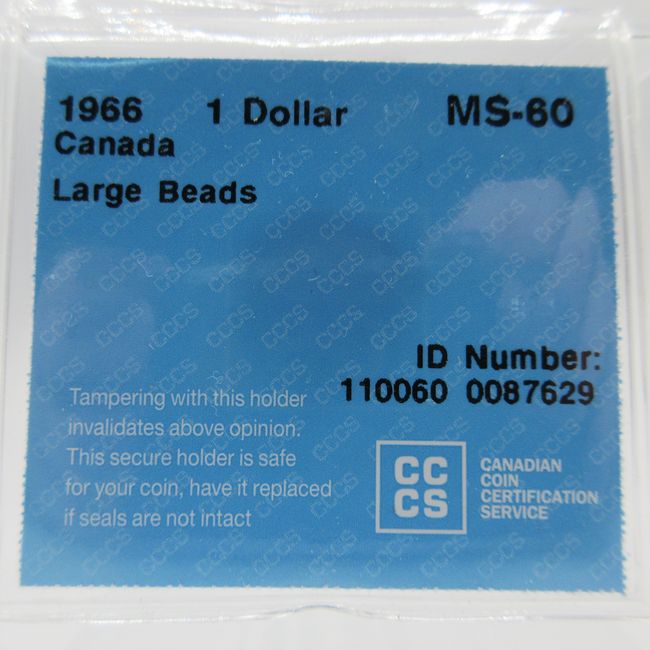 1966 1 Dollar MS-60
Canada
Large Beads
ID Number:
110060 0087629
Tampering with this holder
invalidates above opinion.
This secure holder is safe
for your coin, have it replaced
if seals are not intact
CC
CS
CANADIAN
COIN
CERTIFICATION
SERVICE